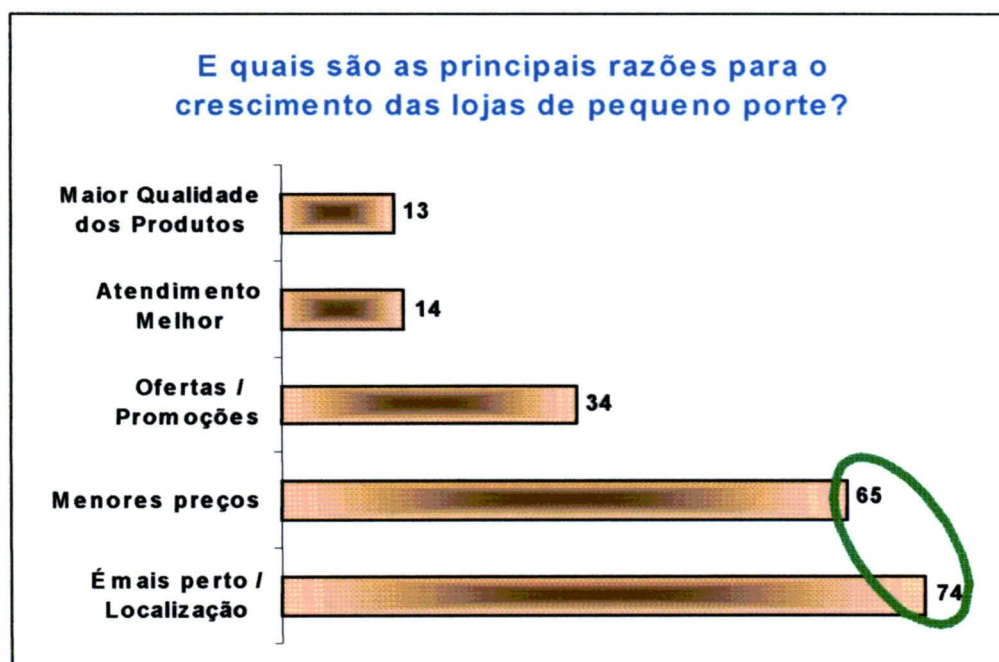 E quais são as principais razões para o
crescimento das lojas de pequeno porte?
Maior Qualidade
dos Produtos
13
Atendimento
Melhor
14
Ofertas /
Promoções
34
Menores preços
65
É mais perto /
Localização
74